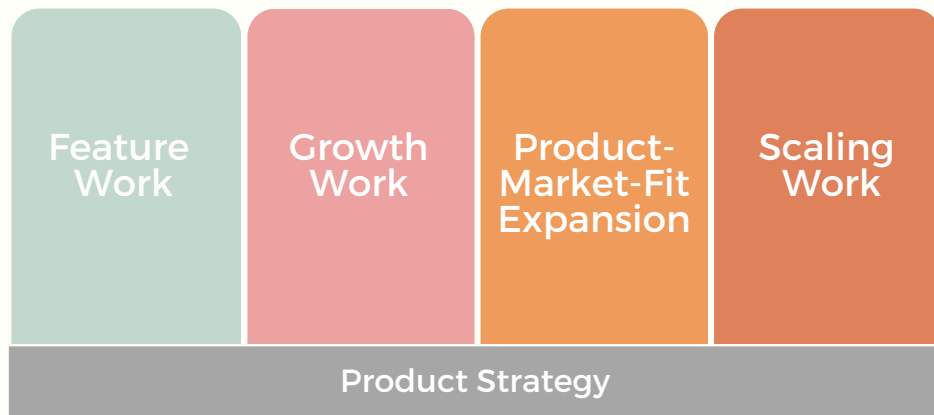 Feature
Work
Growth
Work
Product-
Market-Fit
Expansion
Scaling
Work
Product Strategy